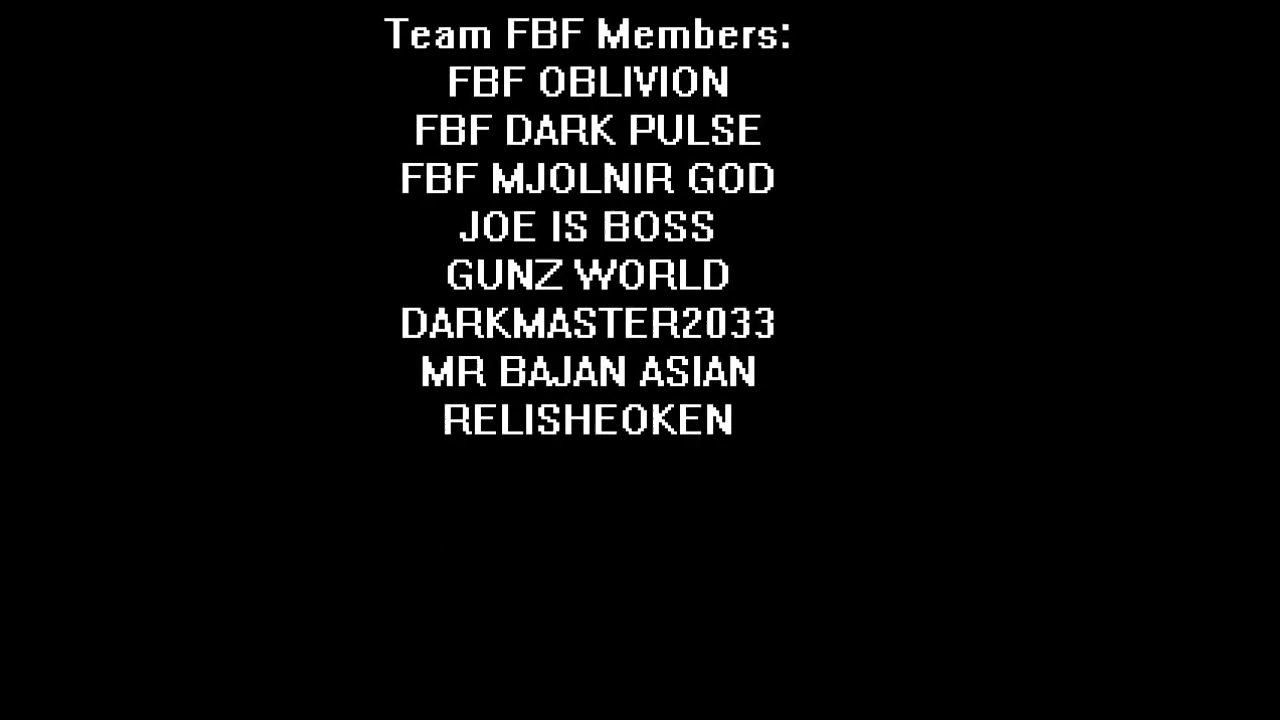 Team FBF Members:
FBF OBLIVION
FBF DARK PULSE
FBF MJOLNIR GOD
JOE IS BOSS
GUNZ WORLD
DARKMASTER2033
MR BAJAN ASIAN
RELISHEOKEN